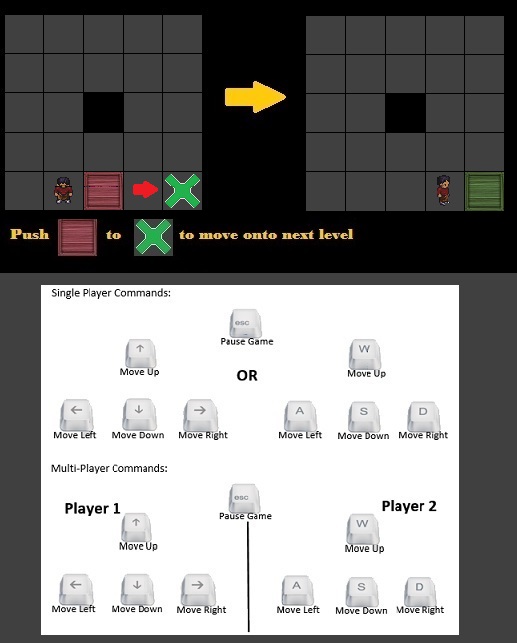 Push to to move onto next level
Single Player Commands:
esc
Pause Game
↑
Move Up
W
Move Up
OR
←
Move Left
↓
Move Down
→
Move Right
A
Move Left
S
Move Down
D
Move Right
Multi-Player Commands:
Player 1
esc
Pause Game
Player 2
↑
Move Up
W
Move Up
←
Move Left
↓
Move Down
→
Move Right
A
Move Left
S
Move Down
D
Move Right